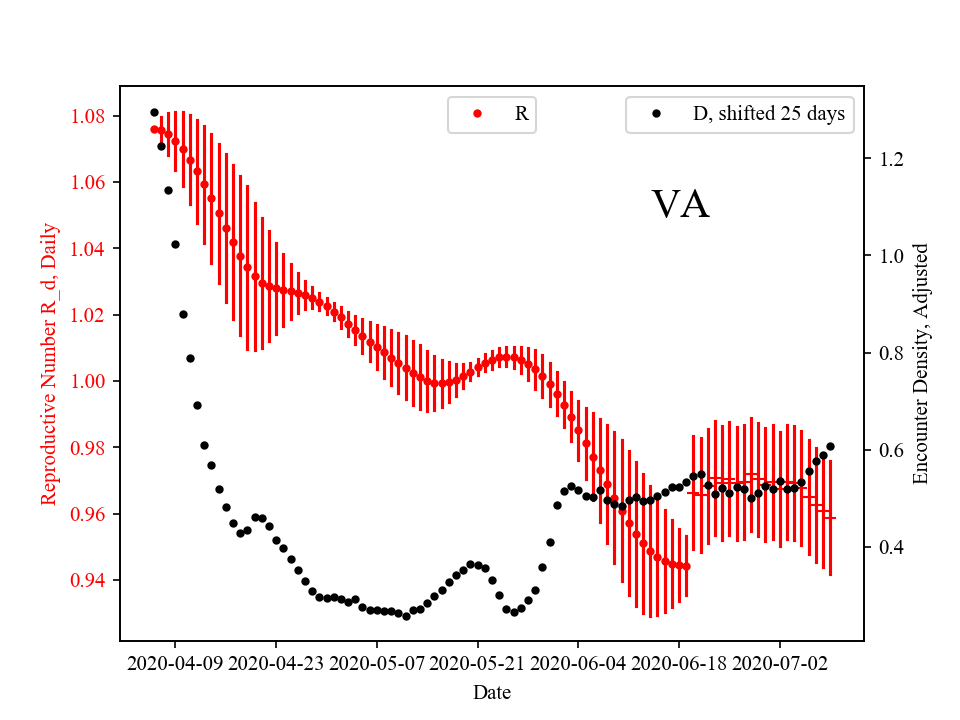 R
D, shifted 25 days
VA
Reproductive Number R_d, Daily
1.08
1.06
1.04
1.02
1.00
0.98
0.96
0.94
Encounter Density, Adjusted
1.2
1.0
0.8
0.6
0.4
2020-04-09 2020-04-23 2020-05-07 2020-05-21 2020-06-04 2020-06-18 2020-07-02
Date